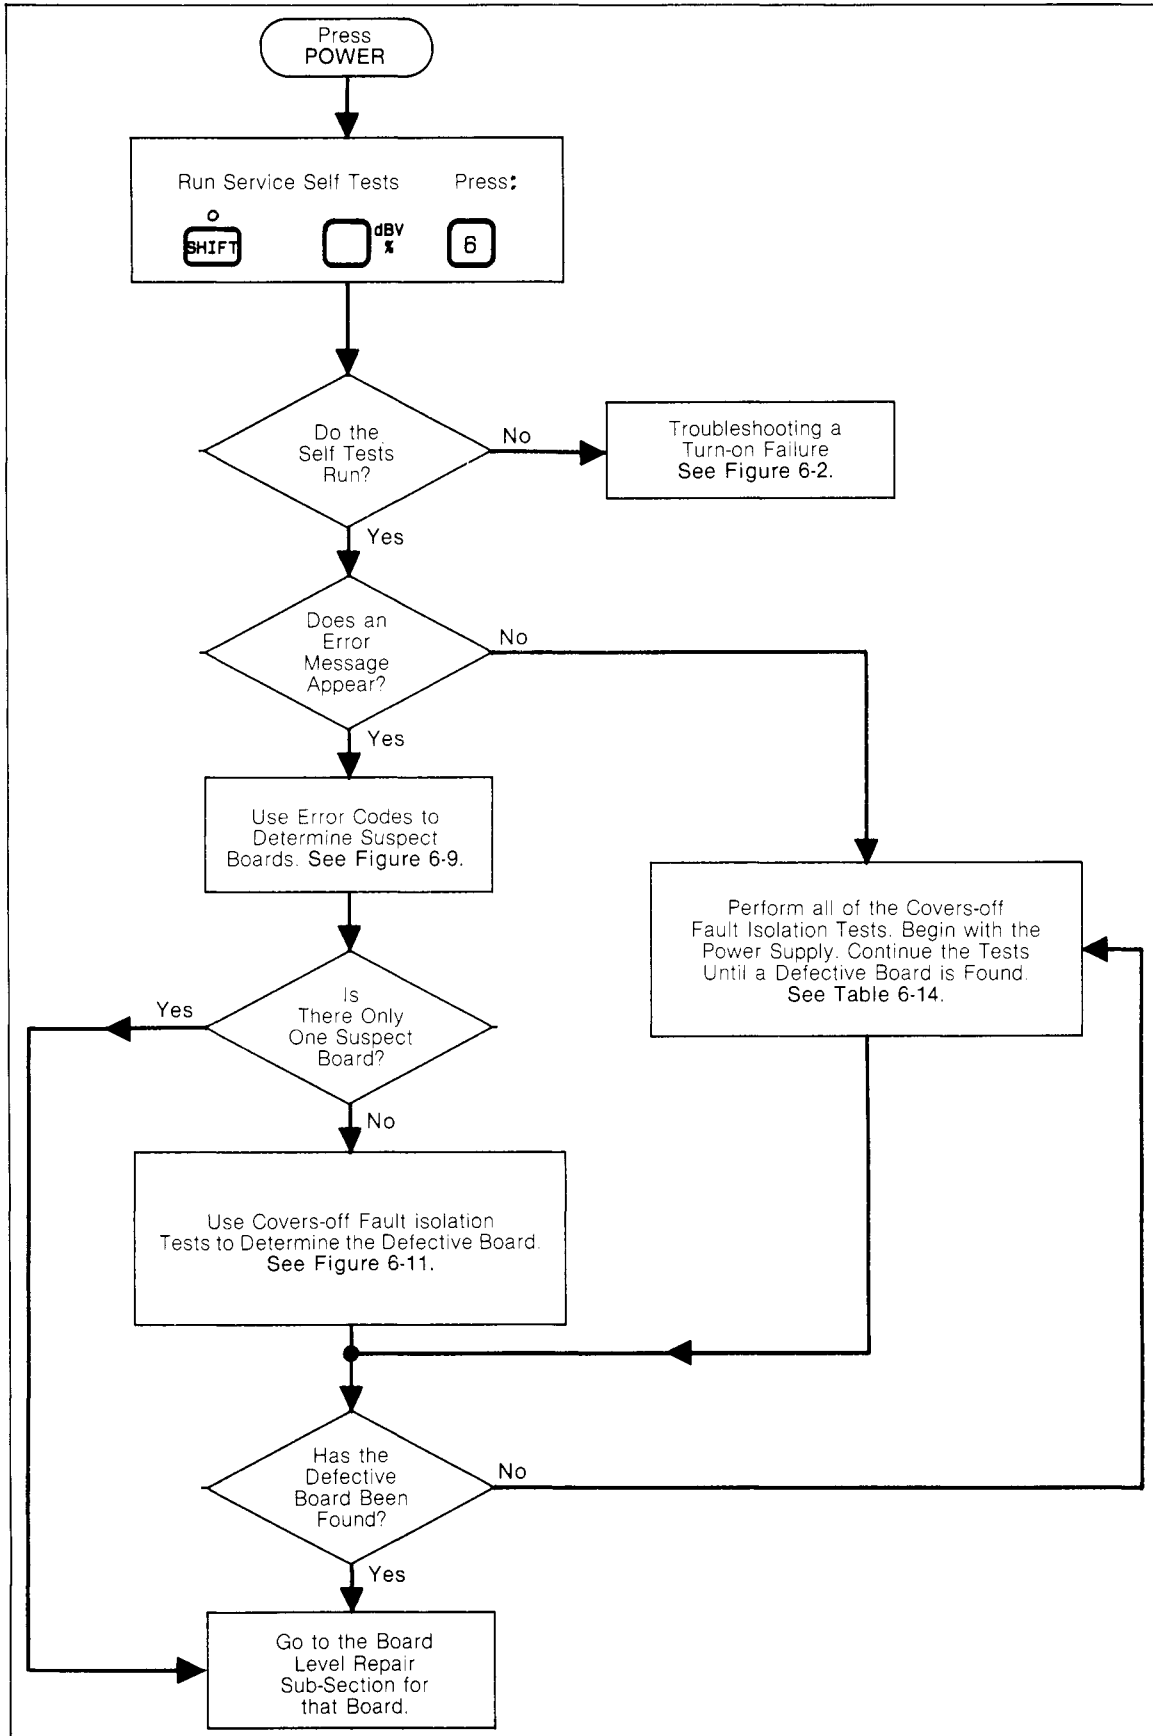 Press
POWER
Run Service Self Tests Press:
SHIFT
dBV
%
6
Do the
Self Tests
Run?
No
Troubleshooting a
Turn-on Failure
See Figure 6-2.
Yes
Does an
Error
Message
Appear?
No
Yes
Use Error Codes to
Determine Suspect
Boards. See Figure 6-9.
Perform all of the Covers-off
Fault Isolation Tests. Begin with the
Power Supply. Continue the Tests
Until a Defective Board is Found.
See Table 6-14.
Yes
Is
There Only
One Suspect
Board?
No
Use Covers-off Fault isolation
Tests to Determine the Defective Board.
See Figure 6-11.
Has the
Defective
Board Been
Found?
No
Yes
Go to the Board
Level Repair
Sub-Section for
that Board.